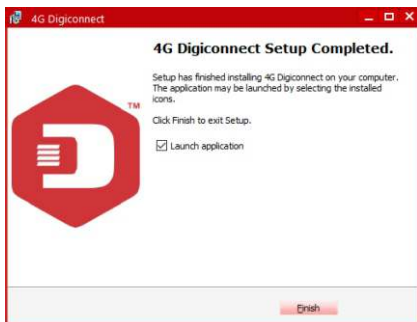 4G Digiconnect
4G Digiconnect Setup Completed.
Setup has finished installing 4G Digiconnect on your computer.
The application may be launched by selecting the installed
icons.
Click Finish to exit Setup.
Launch application
TM
Finish